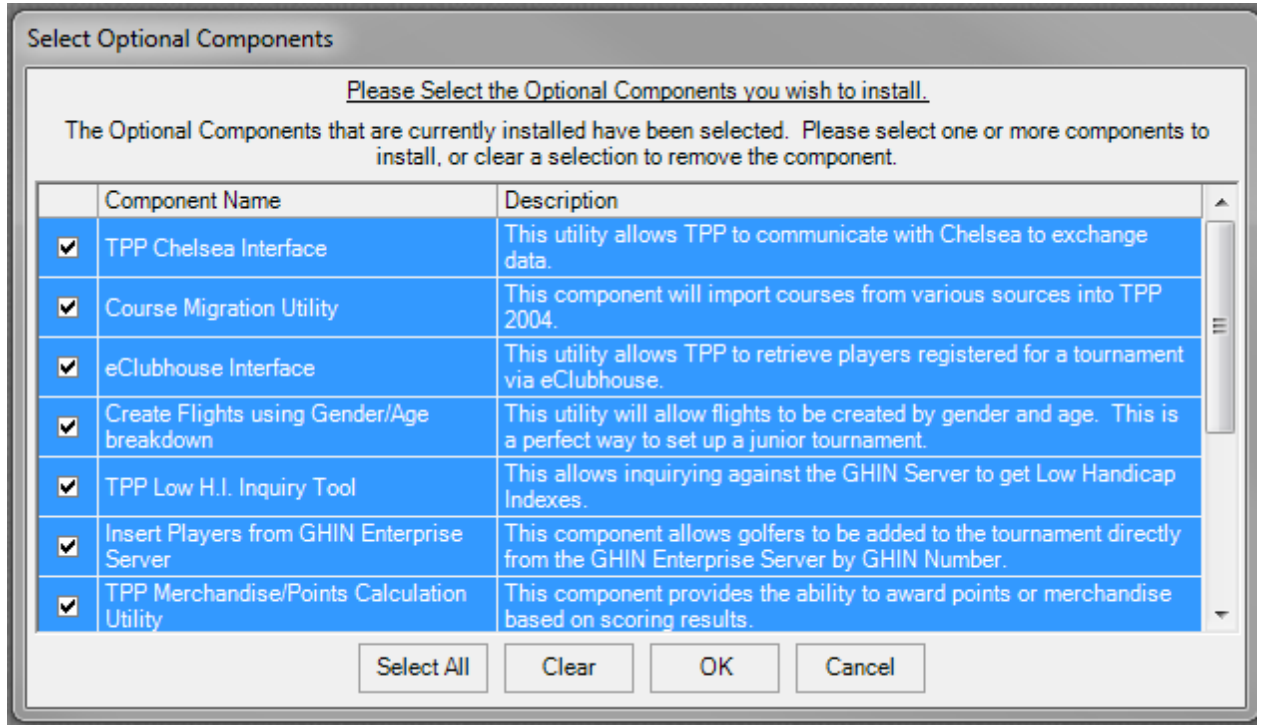 Select Optional Components
Please Select the Optional Components you wish to install.
The Optional Components that are currently installed have been selected.  Please select one or more components to
install, or clear a selection to remove the component.
Component Name Description
TPP Chelsea Interface
This utility allows TPP to communicate with Chelsea to exchange
data.
Course Migration Utility
This component will import courses from various sources into TPP
2004.
eClubhouse Interface
This utility allows TPP to retrieve players registered for a tournament
via eClubhouse.
Create Flights using Gender/Age
breakdown
This utility will allow flights to be created by gender and age.  This is
a perfect way to set up a junior tournament.
TPP Low H.I. Inquiry Tool
This allows inquirying against the GHIN Server to get Low Handicap
Indexes.
Insert Players from GHIN Enterprise
Server
This component allows golfers to be added to the tournament directly
from the GHIN Enterprise Server by GHIN Number.
TPP Merchandise/Points Calculation
Utility
This component provides the ability to award points or merchandise
based on scoring results.
Select All Clear OK Cancel